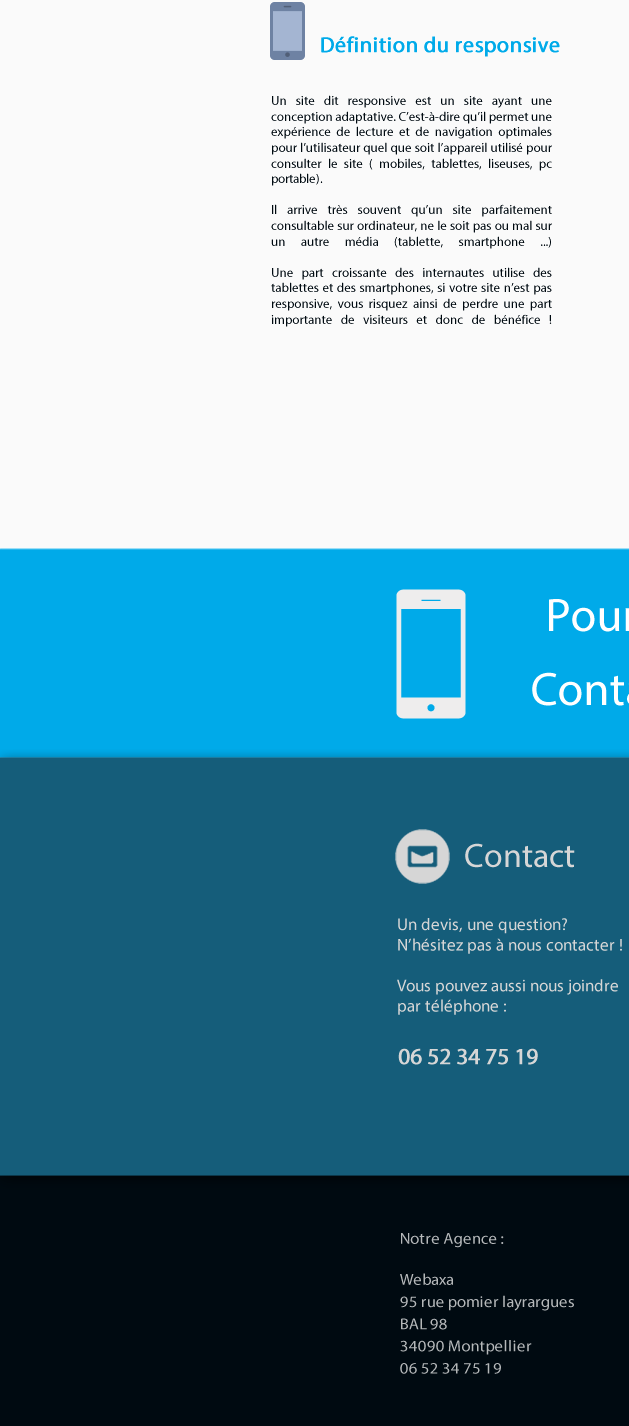 Définition du responsive
Un site dit responsive est un site ayant une
conception adaptative. C'est-à-dire qu'il permet une
expérience de lecture et de navigation optimales
pour l'utilisateur quel que soit l'appareil utilisé pour
consulter le site ( mobiles, tablettes, liseuses, pc
portable).
Il arrive très souvent qu'un site parfaitement
consultable sur ordinateur, ne le soit pas ou mal sur
un autre média (tablette, smartphone ...)
Une part croissante des internautes utilise des
tablettes et des smartphones, si votre site n'est pas
responsive, vous risquez ainsi de perdre une part
importante de visiteurs et donc de bénéfice !
Pour
Conta
Contact
Un devis, une question?
N'hésitez pas à nous contacter !
Vous pouvez aussi nous joindre
par téléphone :
06 52 34 75 19
Notre Agence :
Webaxa
95 rue pomier layrargues
BAL 98
34090 Montpellier
06 52 34 75 19